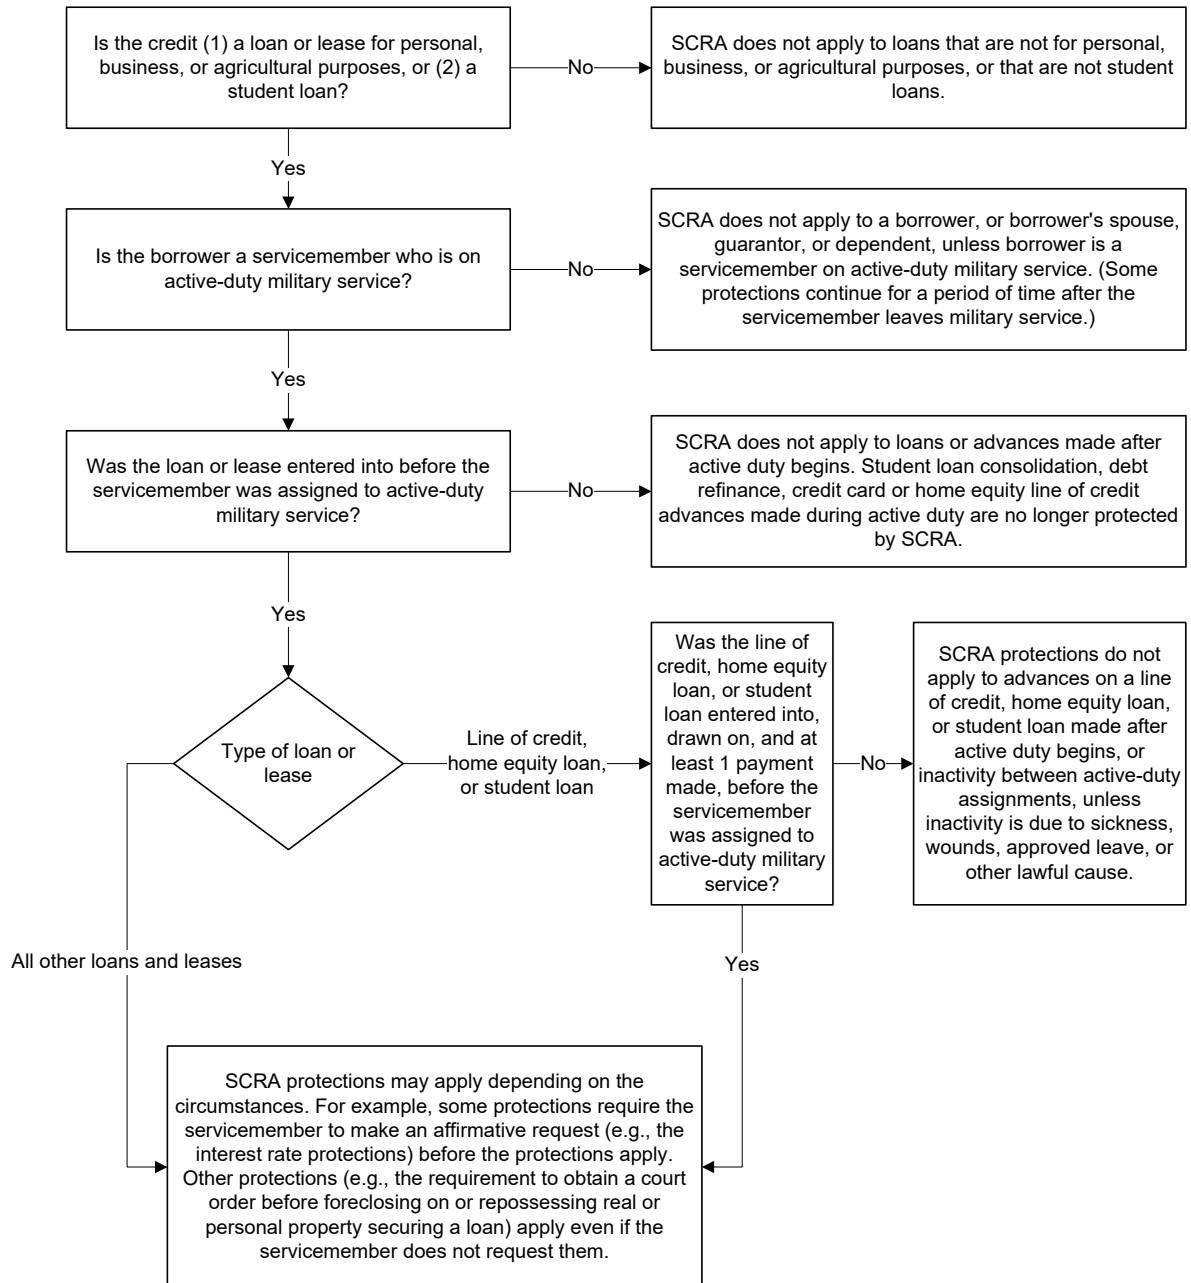 Is the credit (1) a loan or lease for personal,
business, or agricultural purposes, or (2) a
student loan?
No
SCRA does not apply to loans that are not for personal,
business, or agricultural purposes, or that are not student
loans.
Yes
Is the borrower a servicemember who is on
active-duty military service?
No
SCRA does not apply to a borrower, or borrower's spouse,
guarantor, or dependent, unless borrower is a
servicemember on active-duty military service. (Some
protections continue for a period of time after the
servicemember leaves military service.)
Yes
Was the loan or lease entered into before the
servicemember was assigned to active-duty
military service?
No
SCRA does not apply to loans or advances made after
active duty begins. Student loan consolidation, debt
refinance, credit card or home equity line of credit
advances made during active duty are no longer protected
by SCRA.
Yes
Type of loan or
lease
Line of credit,
home equity loan,
or student loan
Was the line of
credit, home equity
loan, or student
loan entered into,
drawn on, and at
least 1 payment
made, before the
servicemember
was assigned to
active-duty military
service?
No
SCRA protections do not
apply to advances on a line
of credit, home equity loan,
or student loan made after
active duty begins, or
inactivity between active-duty
assignments, unless
inactivity is due to sickness,
wounds, approved leave, or
other lawful cause.
All other loans and leases
Yes
SCRA protections may apply depending on the
circumstances. For example, some protections require the
servicemember to make an affirmative request (e.g., the
interest rate protections) before the protections apply.
Other protections (e.g., the requirement to obtain a court
order before foreclosing on or repossessing real or
personal property securing a loan) apply even if the
servicemember does not request them.